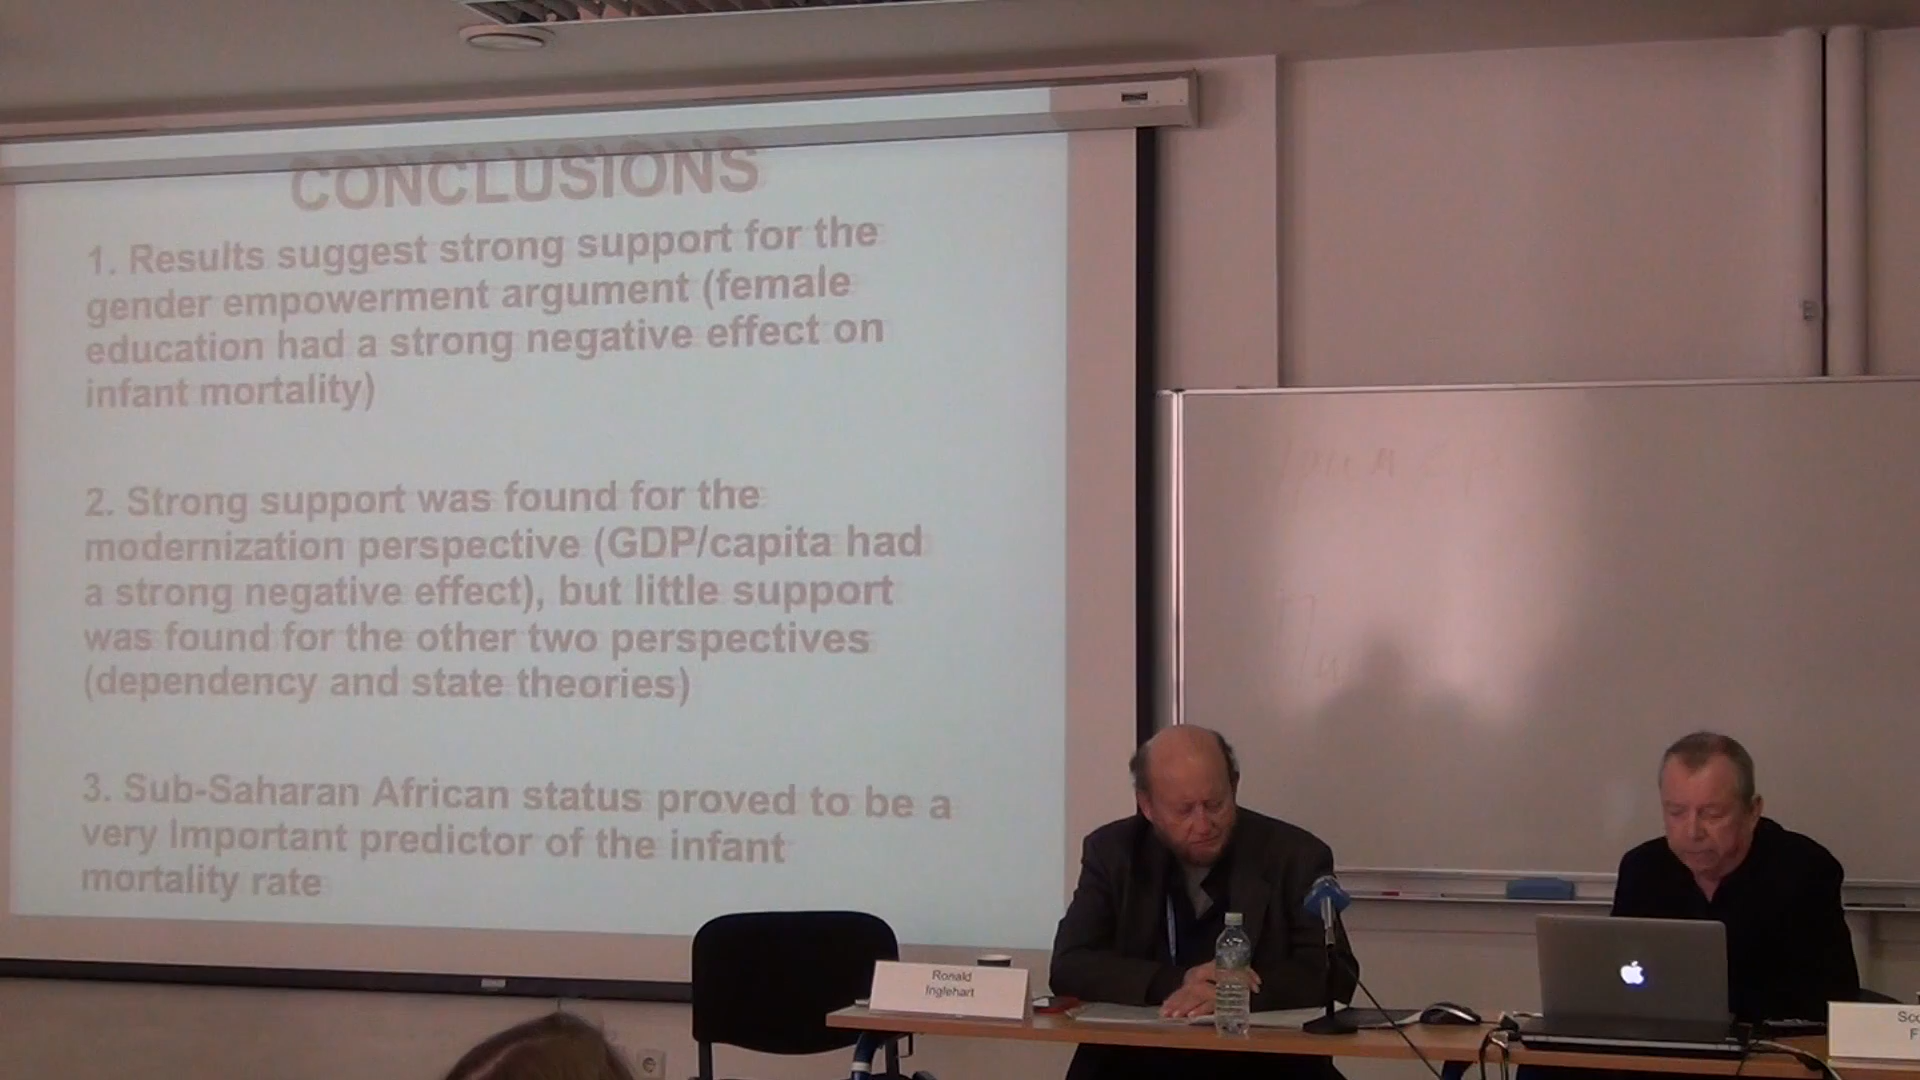 CONCLUSIONS
1. Results suggest strong support for the
gender empowerment argument (female
education had a strong negative effect on
infant mortality)
2. Strong support was found for the
modernization perspective (GDP/capita had
a strong negative effect), but little support
was found for the other two perspectives
(dependency and state theories)
3. Sub-Saharan African status proved to be a
very Important predictor of the infant
mortality rate
Ronald
Inglehart